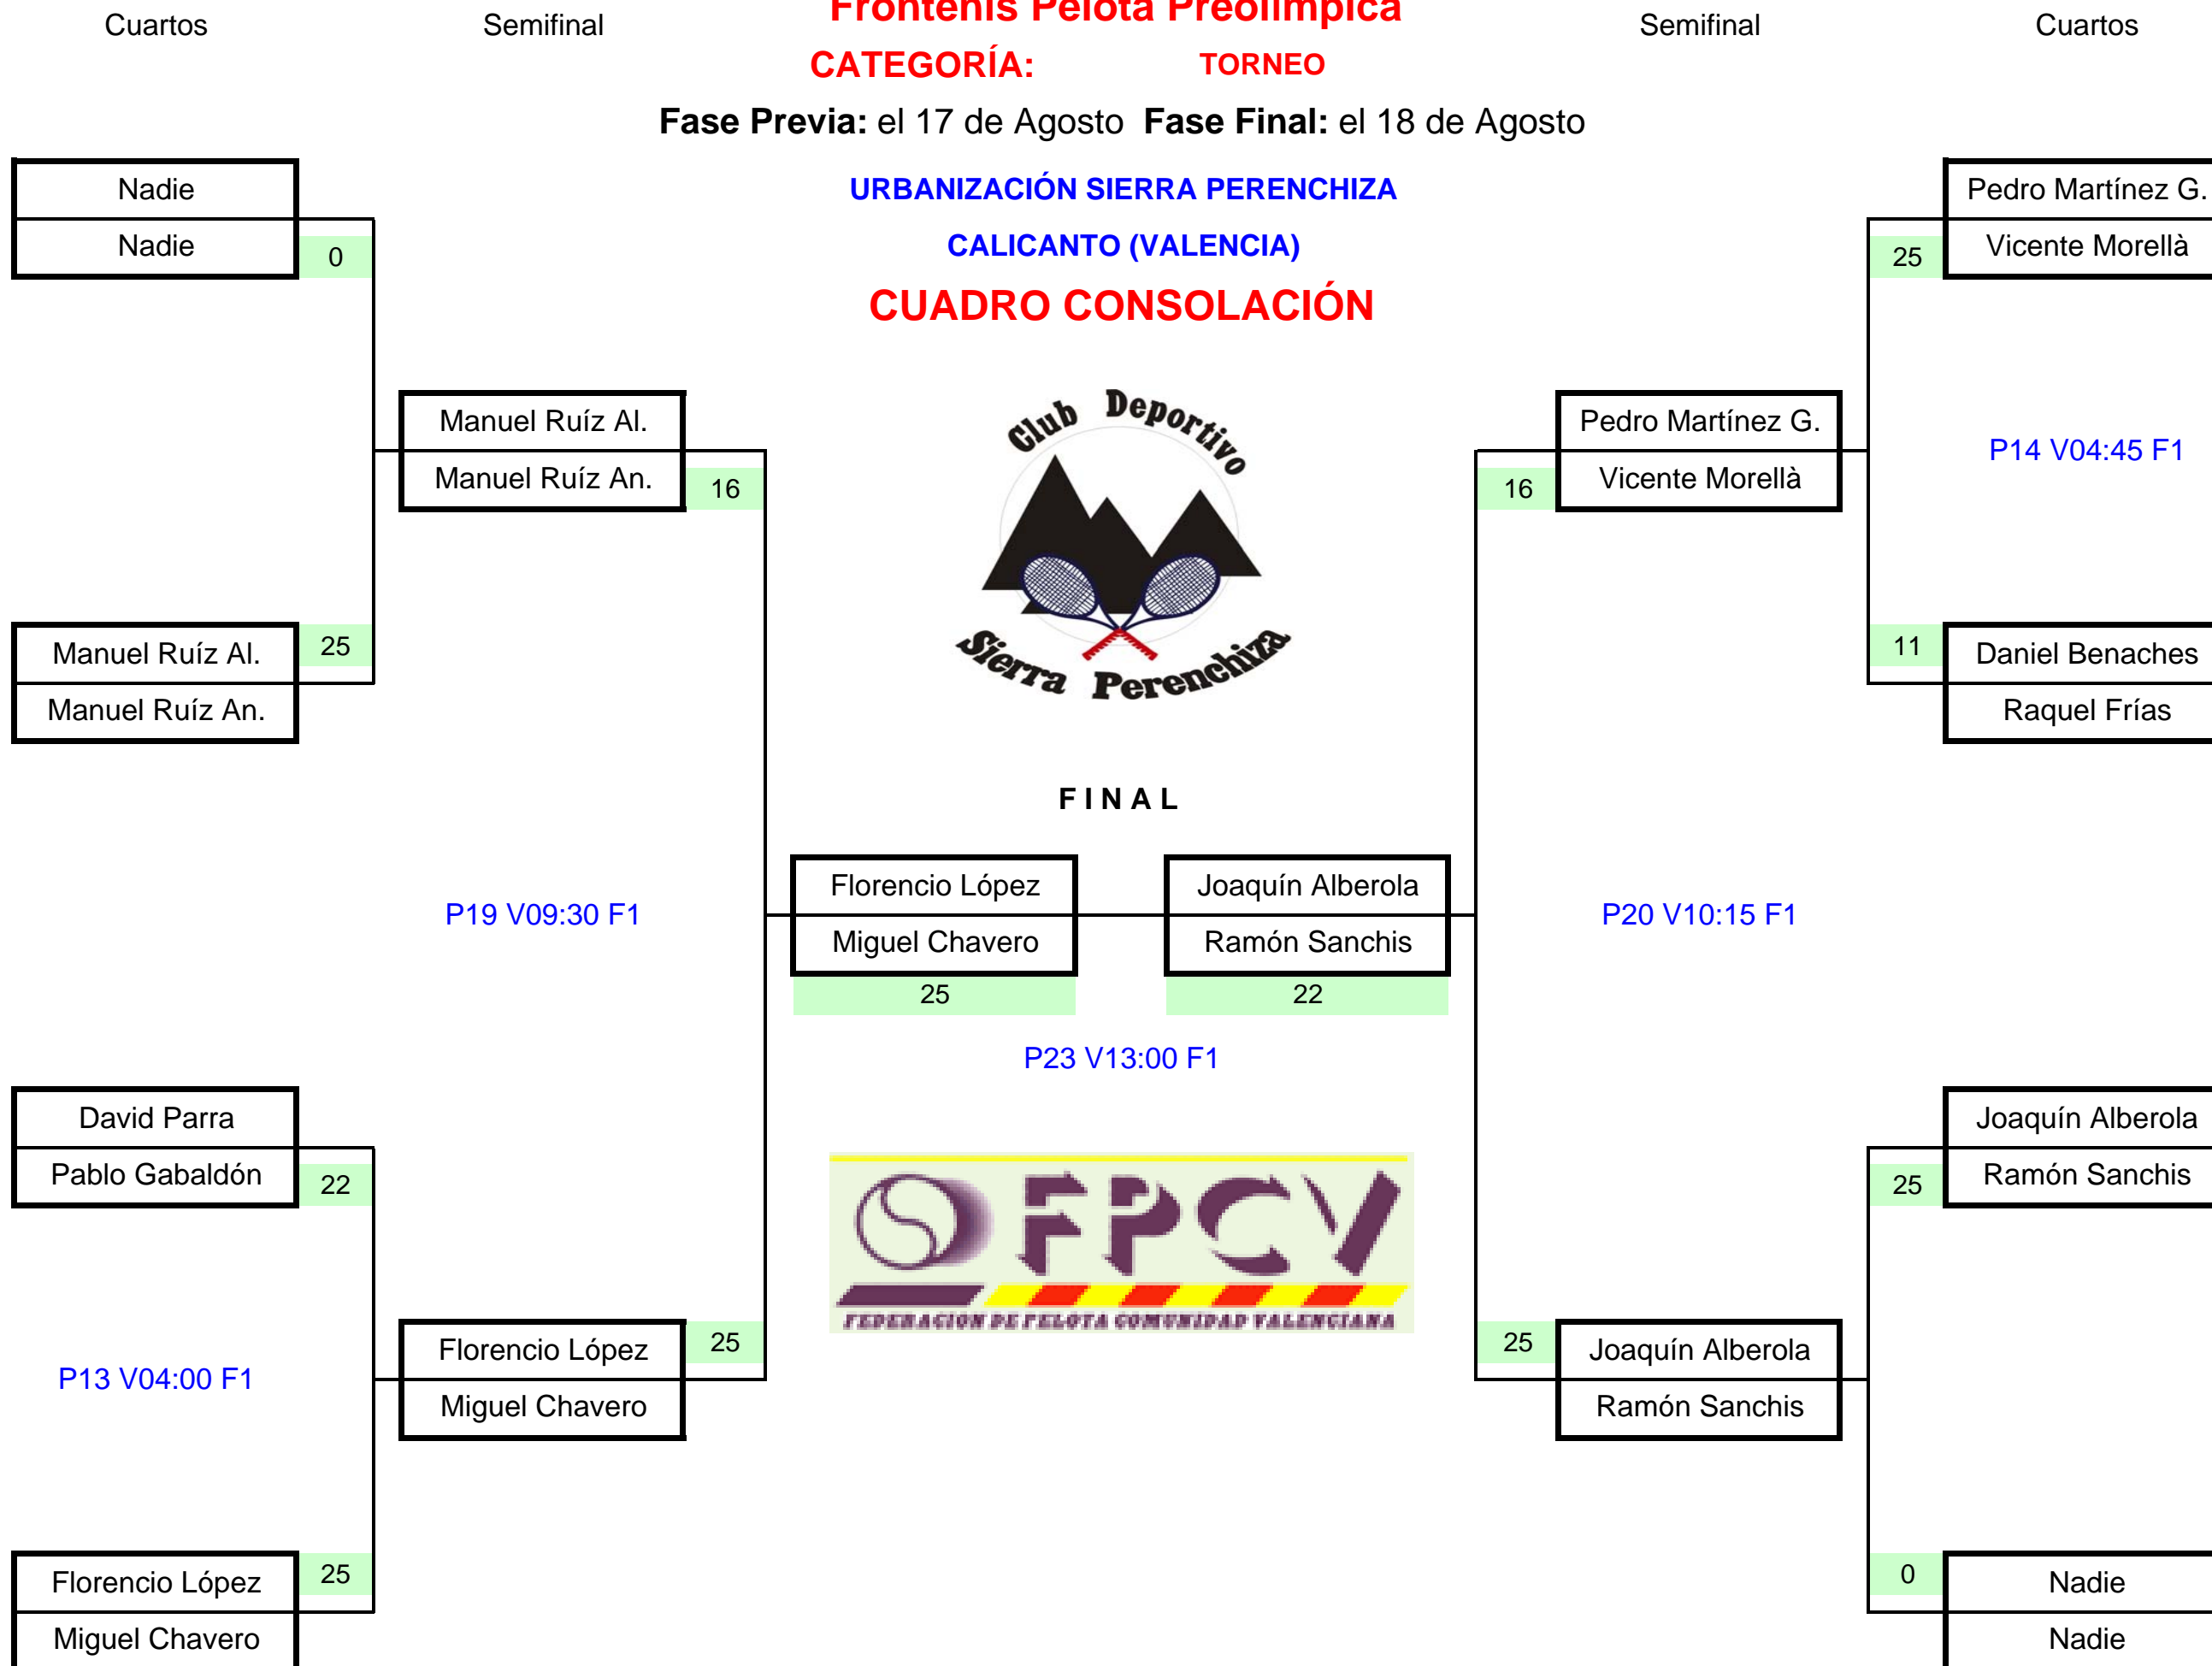 Frontenis Pelota Preolímpica
Cuartos
Semifinal
Semifinal
Cuartos
CATEGORÍA: TORNEO
Fase Previa: el 17 de Agosto Fase Final: el 18 de Agosto
URBANIZACIÓN SIERRA PERENCHIZA
CALICANTO (VALENCIA)
CUADRO CONSOLACIÓN
Nadie
Nadie
0
Manuel Ruíz Al.
Manuel Ruíz An.
25
Manuel Ruíz Al.
Manuel Ruíz An.
16
P19 V09:30 F1
David Parra
Pablo Gabaldón
22
P13 V04:00 F1
Florencio López
Miguel Chavero
25
Florencio López
Miguel Chavero
25
Club Deportivo
Sierra Perenchiza
FINAL
Florencio López
Miguel Chavero
25
Joaquín Alberola
Ramón Sanchis
22
P23 V13:00 F1
FPCV
FEDERACION DE PELOTA COMUNIDAD VALENCIANA
Pedro Martínez G.
Vicente Morellà
16
P20 V10:15 F1
Joaquín Alberola
Ramón Sanchis
25
Pedro Martínez G.
Vicente Morellà
25
P14 V04:45 F1
Daniel Benaches
Raquel Frías
11
Joaquín Alberola
Ramón Sanchis
25
Nadie
Nadie
0